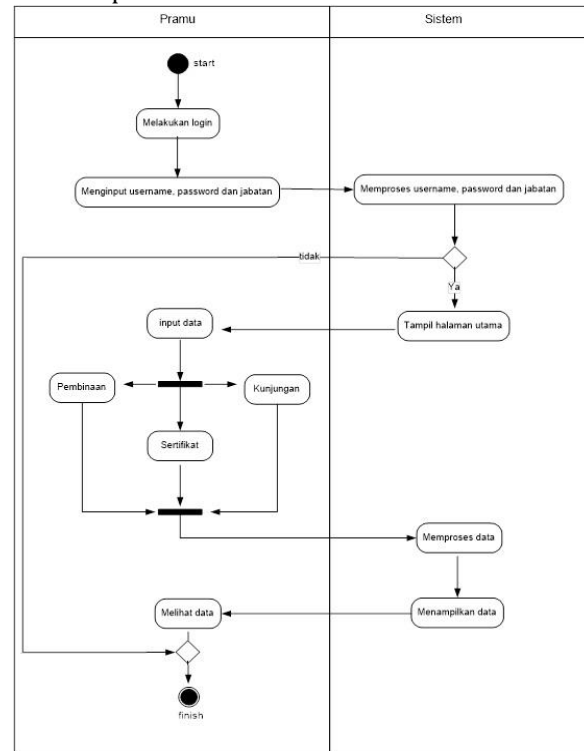 Pramu
Sistem
start
Melakukan login
Menginput username, password dan jabatan
Memproses username, password dan jabatan
tidak
Ya
input data
Tampil halaman utama
Pembinaan
Kunjungan
Sertifikat
Memproses data
Melihat data
Menampilkan data
finish